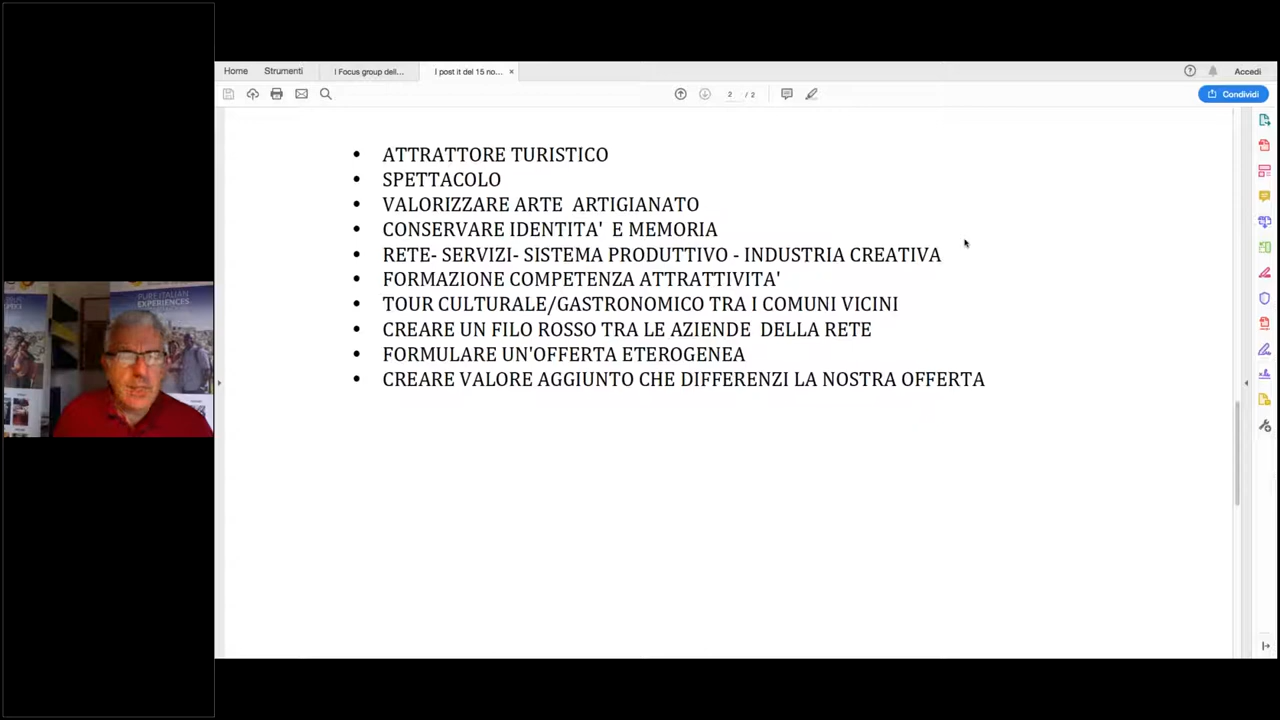 Home Strumenti I Focus group dell... I post it del 15 no... × Accedi
2 / 2 Condividi
• ATTRATTORE TURISTICO
• SPETTACOLO
• VALORIZZARE ARTE ARTIGIANATO
• CONSERVARE IDENTITA' E MEMORIA
• RETE- SERVIZI- SISTEMA PRODUTTIVO - INDUSTRIA CREATIVA
• FORMAZIONE COMPETENZA ATTRATTIVITA'
• TOUR CULTURALE/GASTRONOMICO TRA I COMUNI VICINI
• CREARE UN FILO ROSSO TRA LE AZIENDE DELLA RETE
• FORMULARE UN'OFFERTA ETEROGENEA
• CREARE VALORE AGGIUNTO CHE DIFFERENZI LA NOSTRA OFFERTA
PURE ITALIAN
EXPERIENCES